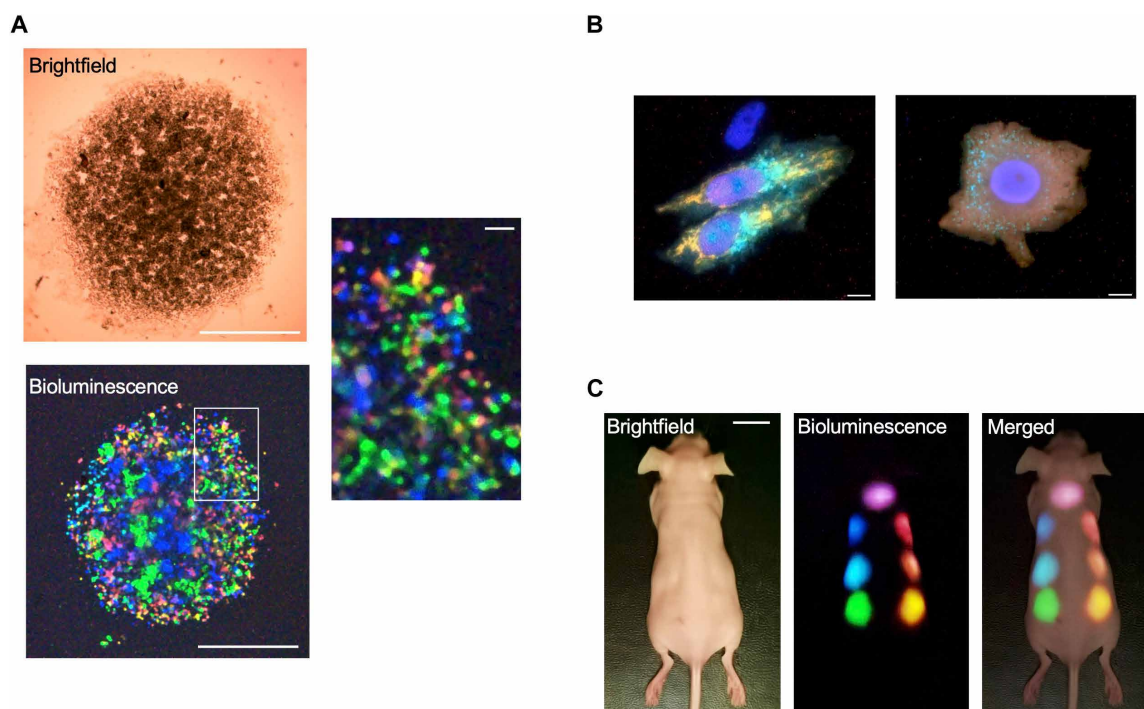 A
Brightfield
Bioluminescence
B
C
Brightfield
Bioluminescence
Merged